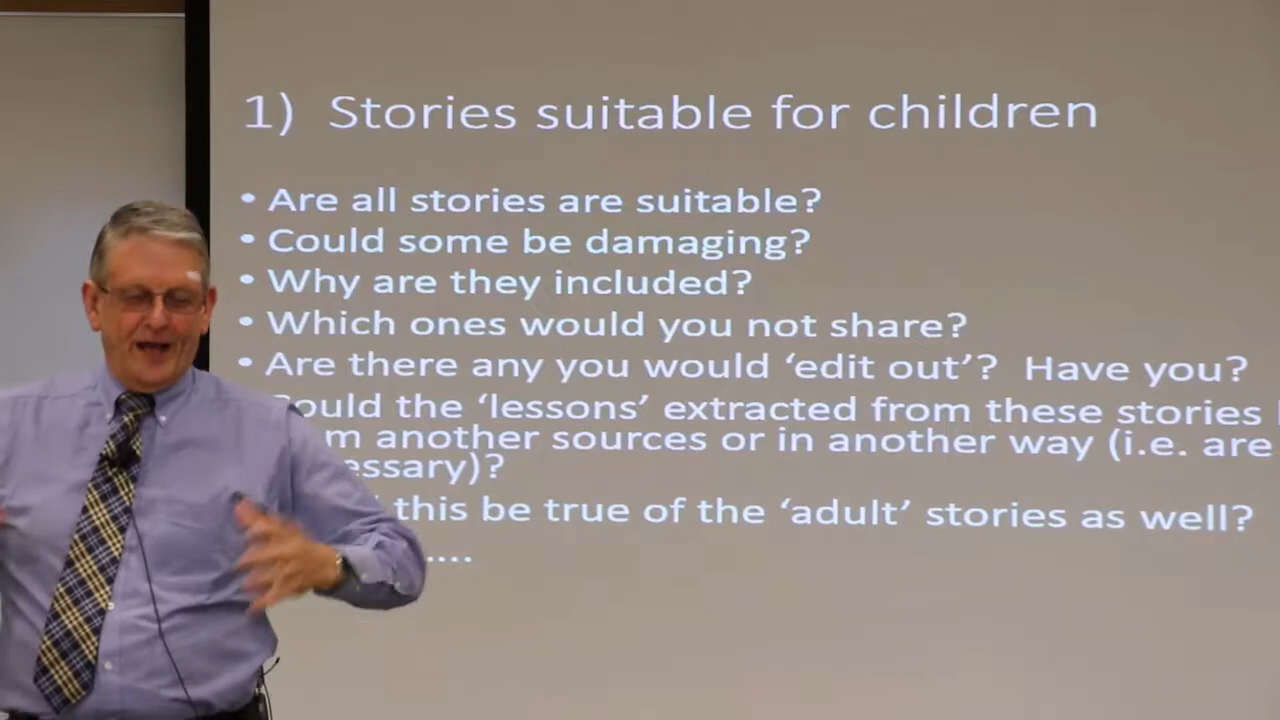 1) Stories suitable for children
• Are all stories are suitable?
• Could some be damaging?
• Why are they included?
• Which ones would you not share?
• Are there any you would ‘edit out’? Have you?
the ‘lessons’ extracted from these stories
another sources or in another way (i.e. are
this be true of the ‘adult’ stories as well?
....